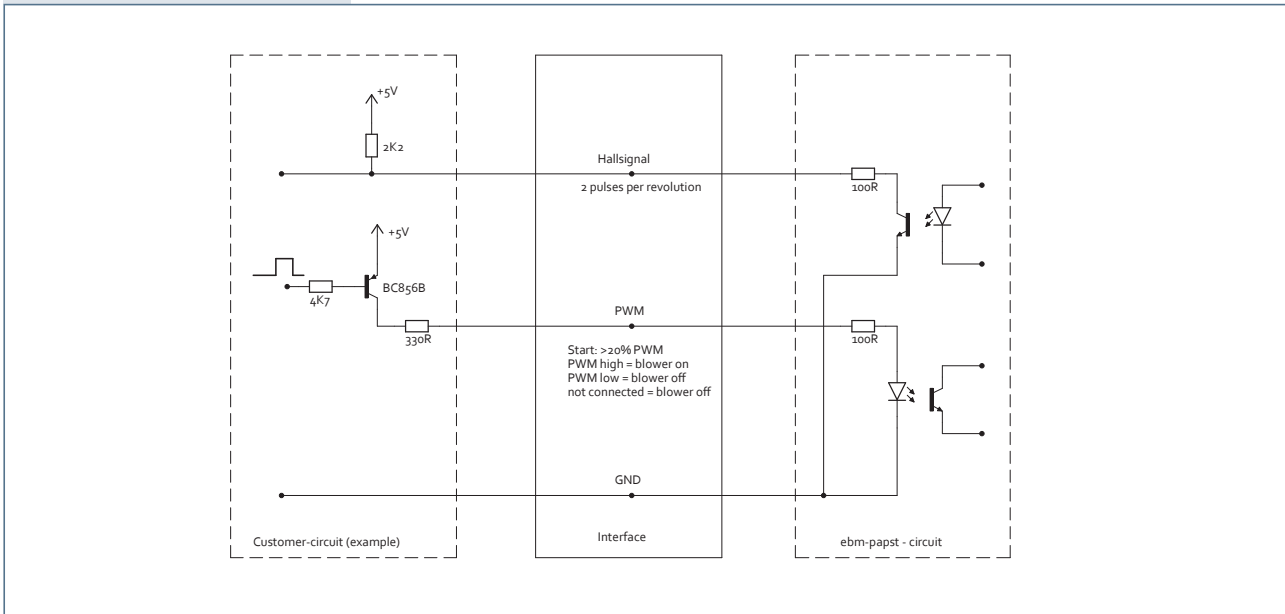 +5V
2K2
Hallsignal
2 pulses per revolution
100R
+5V
4K7
BC856B
330R
PWM
100R
Start: >20% PWM
PWM high = blower on
PWM low = blower off
not connected = blower off
GND
Customer-circuit (example)
Interface
ebm-papst - circuit